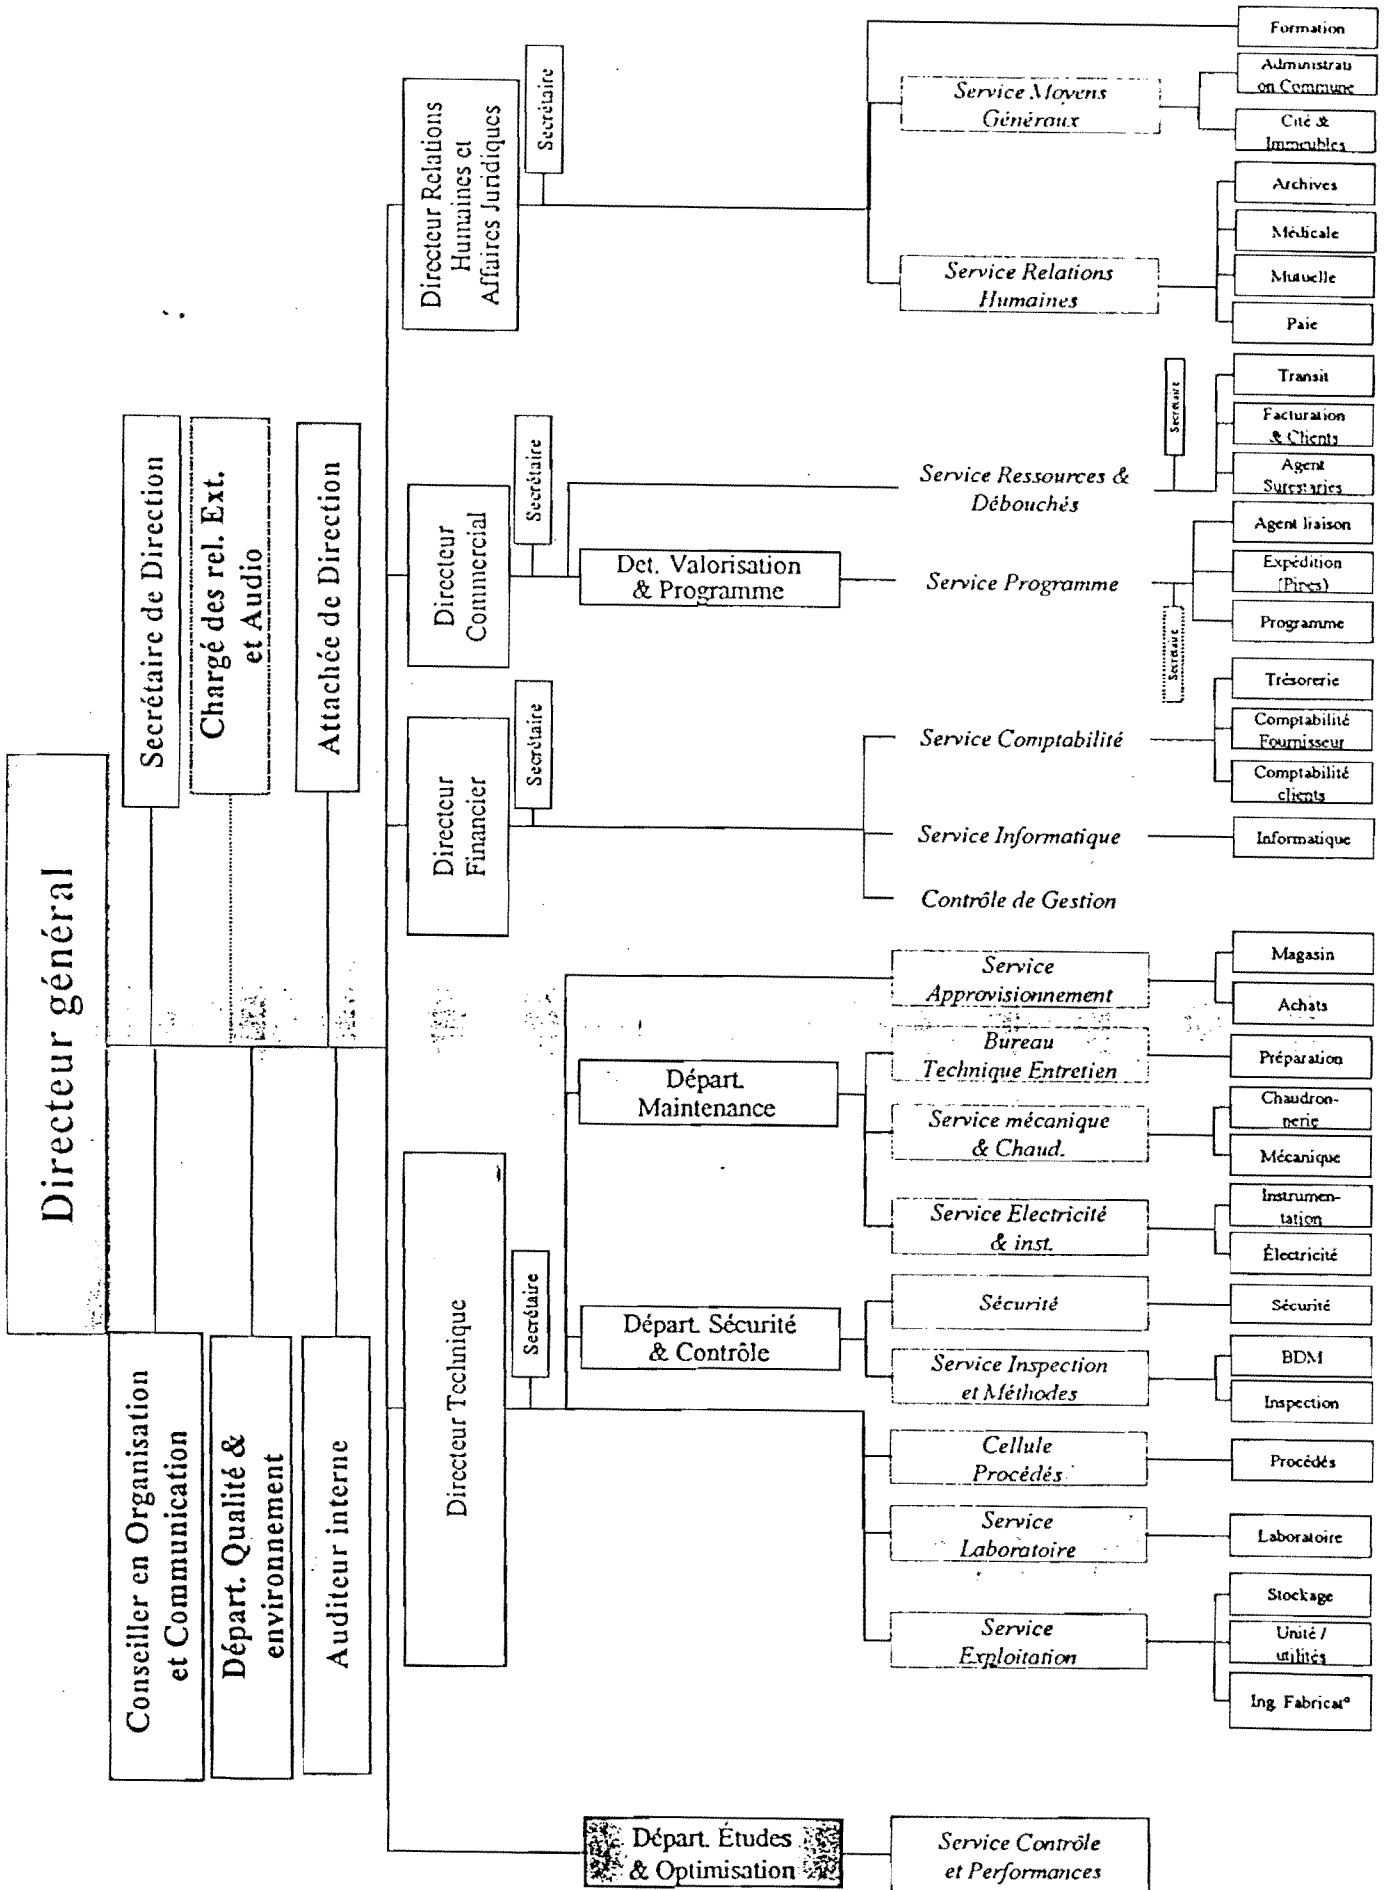 Directeur général
Secrétaire de Direction
Chargé des rel. Ext.
et Audio
Attachée de Direction
Conseiller en Organisation
et Communication
Départ. Qualité &
environnement
Auditeur interne
Directeur Relations
Humaines et
Affaires Juridiques
Secrétaire
Service Moyens
Généraux
Service Relations
Humaines
Formation
Administrati
on Commune
Cité &
Immeubles
Archives
Médicale
Mutuelle
Paie
Directeur
Commercial
Secrétaire
Det. Valorisation
& Programme
Service Ressources &
Débouchés
Secrétaire
Service Programme
Secrétaire
Transit
Facturation
& Clients
Agent
Surestaries
Agent liaison
Expédition
(Pipes)
Programme
Directeur
Financier
Secrétaire
Service Comptabilité
Service Informatique
Contrôle de Gestion
Trésorerie
Comptabilité
Fournisseur
Comptabilité
clients
Informatique
Directeur Technique
Secrétaire
Départ.
Maintenance
Départ. Sécurité
& Contrôle
Service
Approvisionnement
Bureau
Technique Entretien
Service mécanique
& Chaud.
Service Electricité
& inst.
Sécurité
Service Inspection
et Méthodes
Cellule
Procédés
Service
Laboratoire
Service
Exploitation
Magasin
Achats
Préparation
Chaudron-
nerie
Mécanique
Instrumen-
tation
Électricité
Sécurité
BDM
Inspection
Procédés
Laboratoire
Stockage
Unité /
utilités
Ing. Fabricat°
Départ. Études
& Optimisation
Service Contrôle
et Performances